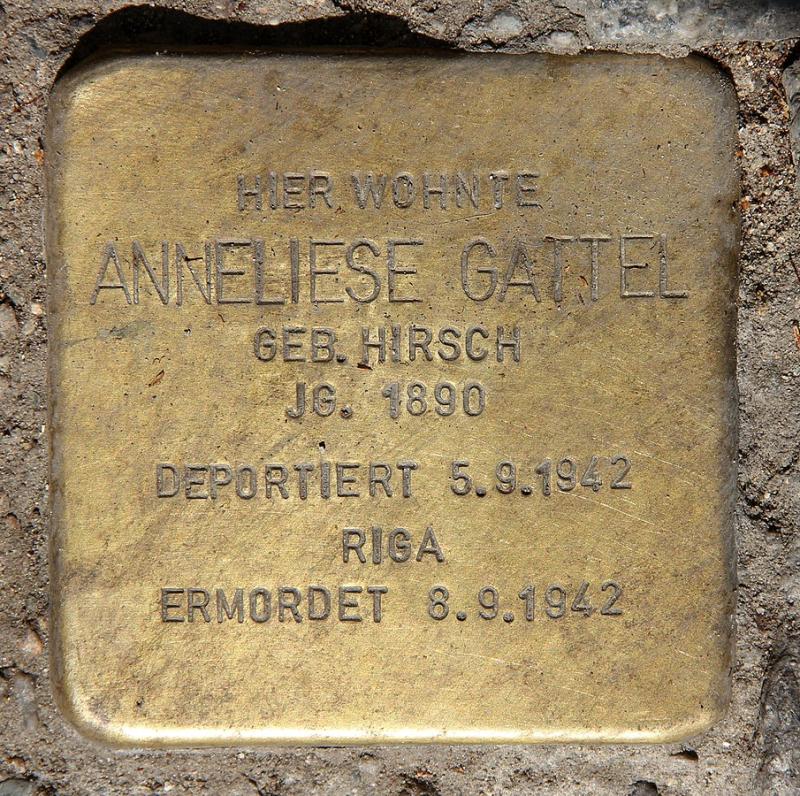 HIER WOHNTE
ANNELIESE GATTEL
GEB. HIRSCH
JG. 1890
DEPORTIERT 5.9.1942
RIGA
ERMORDET 8.9.1942